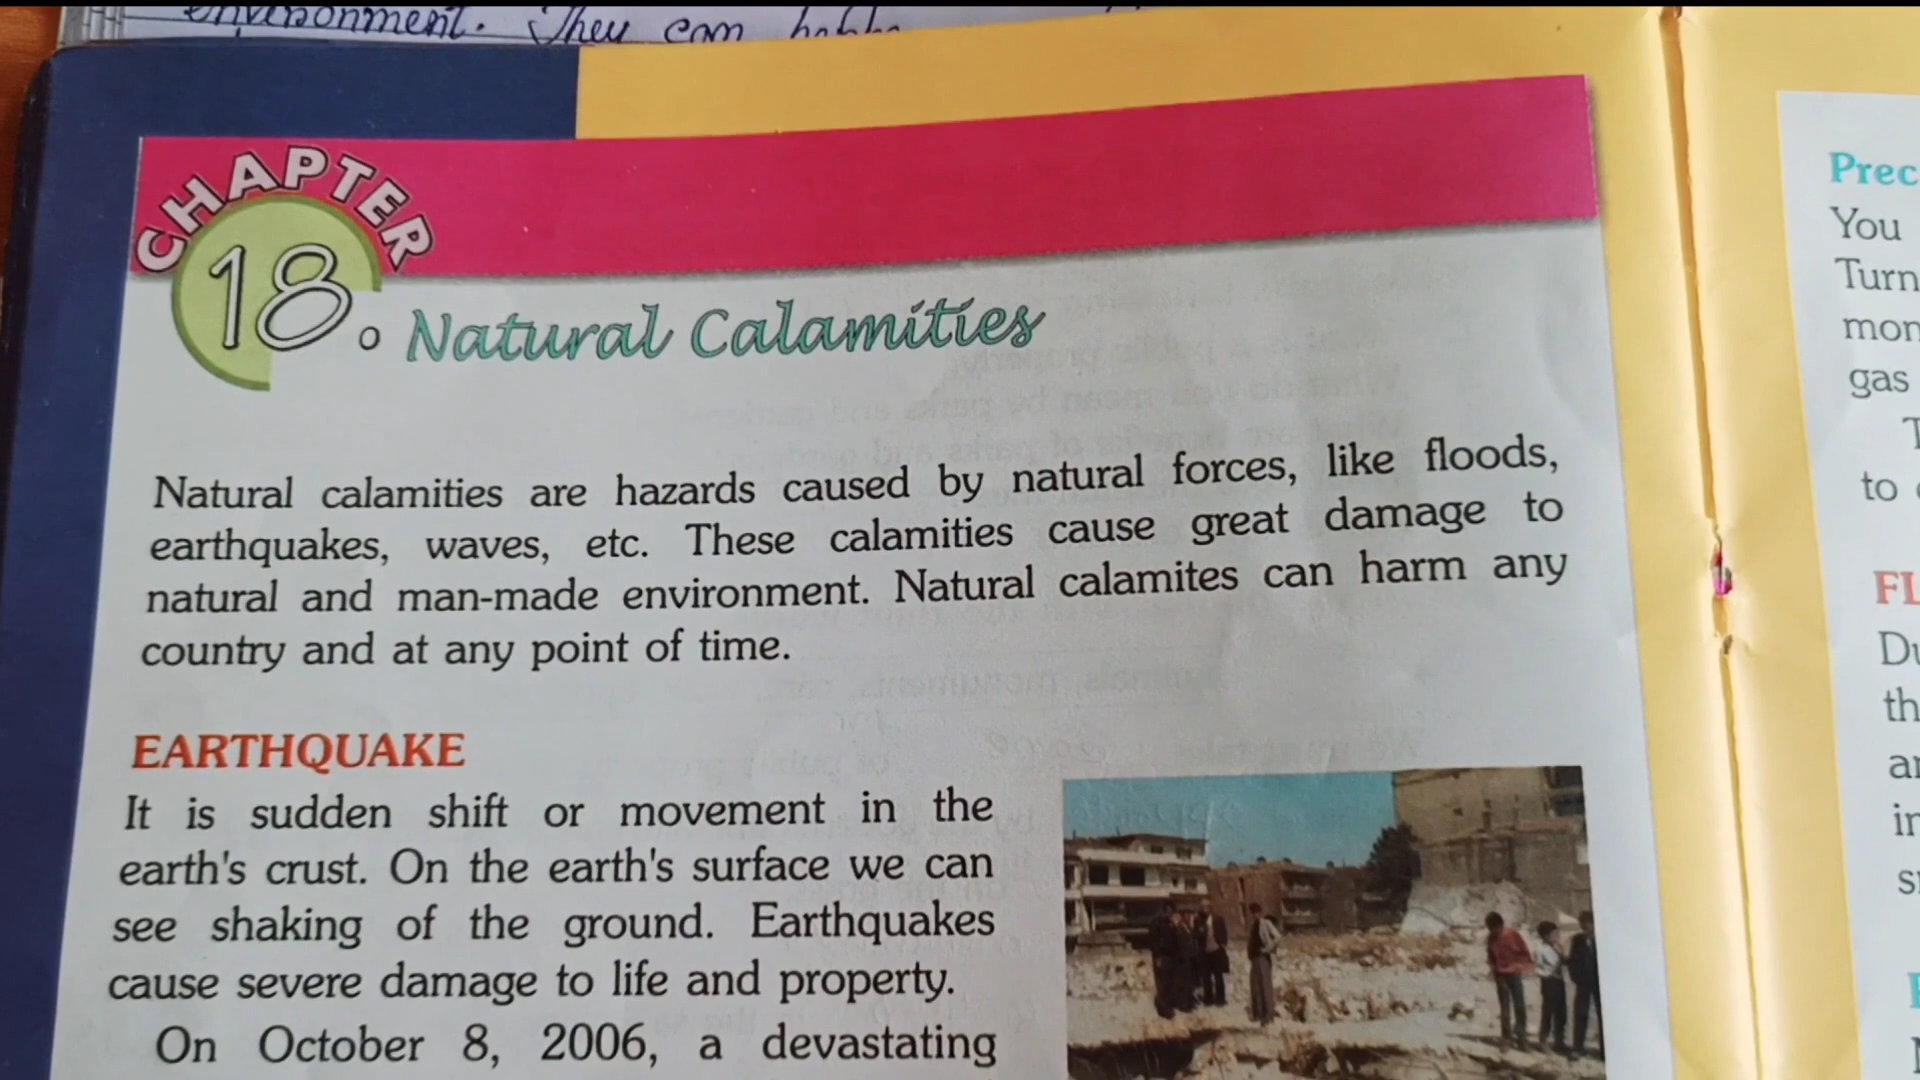 environment. They can
CHAPTER
18. Natural Calamities
Natural calamities are hazards caused by natural forces, like floods,
earthquakes, waves, etc. These calamities cause great damage to
natural and man-made environment. Natural calamites can harm any
country and at any point of time.
EARTHQUAKE
It is sudden shift or movement in the
earth's crust. On the earth's surface we can
see shaking of the ground. Earthquakes
cause severe damage to life and property.
On October 8, 2006, a devastating
You
gas
to